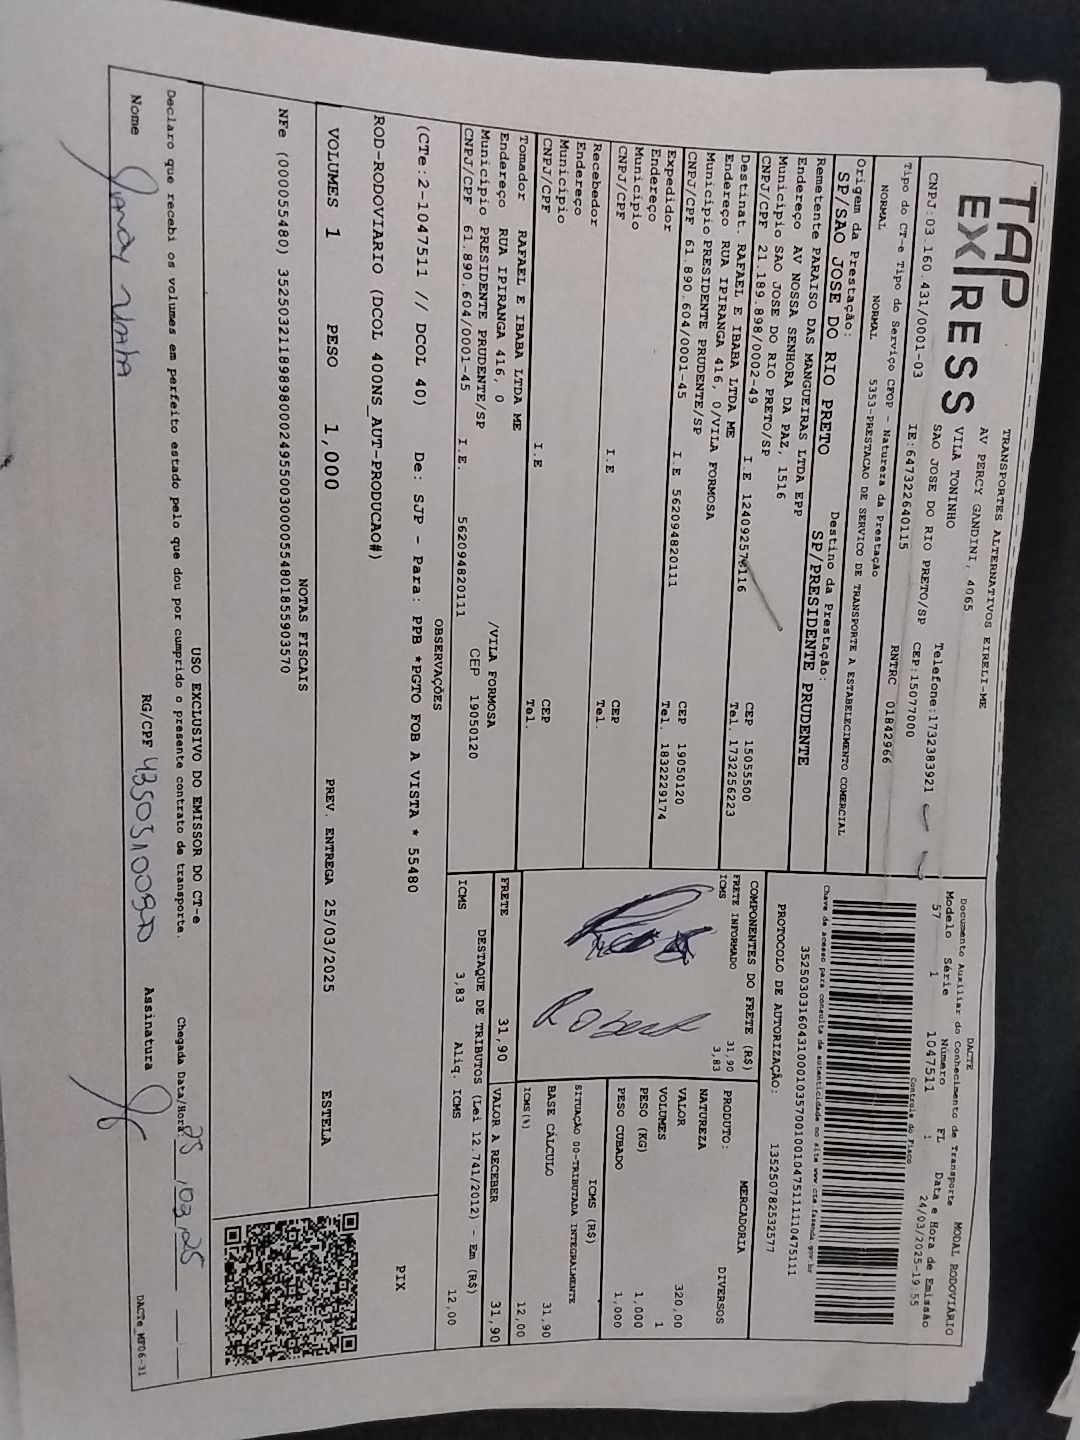 TAP
EXPRESS
TRANSPORTES ALTERNATIVOS EIRELI-ME
AV PERCY GANDINI, 4065
VILA TONINHO
SAO JOSE DO RIO PRETO/SP CEP:15077000
Telefone:1732383921
CNPJ:03.160.431/0001-03 IE:647322640115
RNTRC 01842966
Tipo do CT-e Tipo do Serviço CFOP - Natureza da Prestação
NORMAL NORMAL 5353-PRESTACAO DE SERVICO DE TRANSPORTE A ESTABELECIMENTO COMERCIAL
Origem da Prestação: Destino da Prestação:
SP/SAO JOSE DO RIO PRETO SP/PRESIDENTE PRUDENTE
Remetente PARAISO DAS MANGUEIRAS LTDA EPP
Endereço AV NOSSA SENHORA DA PAZ, 1516
Município SAO JOSE DO RIO PRETO/SP CEP 15055500
CNPJ/CPF 21.189.898/0002-49 I.E Tel. 1732256223
Destinat. RAFAEL E IBABA LTDA ME
Endereço RUA IPIRANGA 416, 0/VILA FORMOSA
Município PRESIDENTE PRUDENTE/SP CEP 19050120
CNPJ/CPF 61.890.604/0001-45 I.E 562094820111 Tel. 1832229174
Expedidor
Endereço
Município CEP
CNPJ/CPF I.E Tel.
Recebedor
Endereço
Município CEP
CNPJ/CPF I.E Tel.
Tomador RAFAEL E IBABA LTDA ME
Endereço RUA IPIRANGA 416, 0 /VILA FORMOSA
Município PRESIDENTE PRUDENTE/SP CEP 19050120
CNPJ/CPF 61.890.604/0001-45 I.E. 562094820111
DACTE MODAL RODOVIÁRIO
Documento Auxiliar do Conhecimento de Transporte
Modelo Série Número FL Data e Hora de Emissão
57 1 1047511 24/03/2025-19:55
Controle do Fisco
Chave de acesso para consulta de autenticidade no site www.cte.fazenda.gov.br
PROTOCOLO DE AUTORIZAÇÃO: 135250782532577
COMPONENTES DO FRETE (R$)
FRETE INFORMADO 31,90
ICMS 3,83
Robert
PRODUTO: MERCADORIA
NATUREZA DIVERSOS
VALOR 320,00
VOLUMES 1
PESO (KG) 1,000
PESO CUBADO 1,000
ICMS (R$)
SITUAÇÃO 00-TRIBUTADA INTEGRALMENTE
BASE CÁLCULO 31,90
ICMS(%) 12,00
FRETE 31,90 VALOR A RECEBER 31,90
DESTAQUE DE TRIBUTOS (Lei 12.741/2012) - Em (R$)
ICMS 3,83 Aliq. ICMS 12,00
OBSERVAÇÕES
(CTe:2-1047511 // DCOL 40) De: SJP - Para: PPB *PGTO FOB A VISTA * 55480
ROD-RODOVIARIO (DCOL 400NS_AUT-PRODUCAO#)
PIX
VOLUMES 1 PESO 1,000 PREV. ENTREGA 25/03/2025 ESTELA
NOTAS FISCAIS
NFe (000055480)
USO EXCLUSIVO DO EMISSOR DO CT-e
Declaro que recebi os volumes em perfeito estado pelo que dou por cumprido o presente contrato de transporte. Chegada Data/Hora: 25/03/25
Nome RG/CPF Assinatura
DACTe_MF06-31